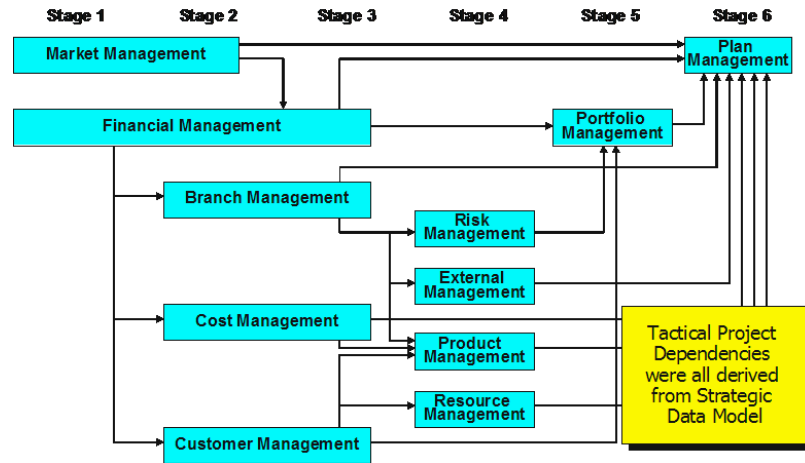 Stage 1 Stage 2 Stage 3 Stage 4 Stage 5 Stage 6
Market Management
Plan
Management
Financial Management
Portfolio
Management
Branch Management
Risk
Management
External
Management
Cost Management
Product
Management
Resource
Management
Customer Management
Tactical Project
Dependencies
were all derived
from Strategic
Data Model